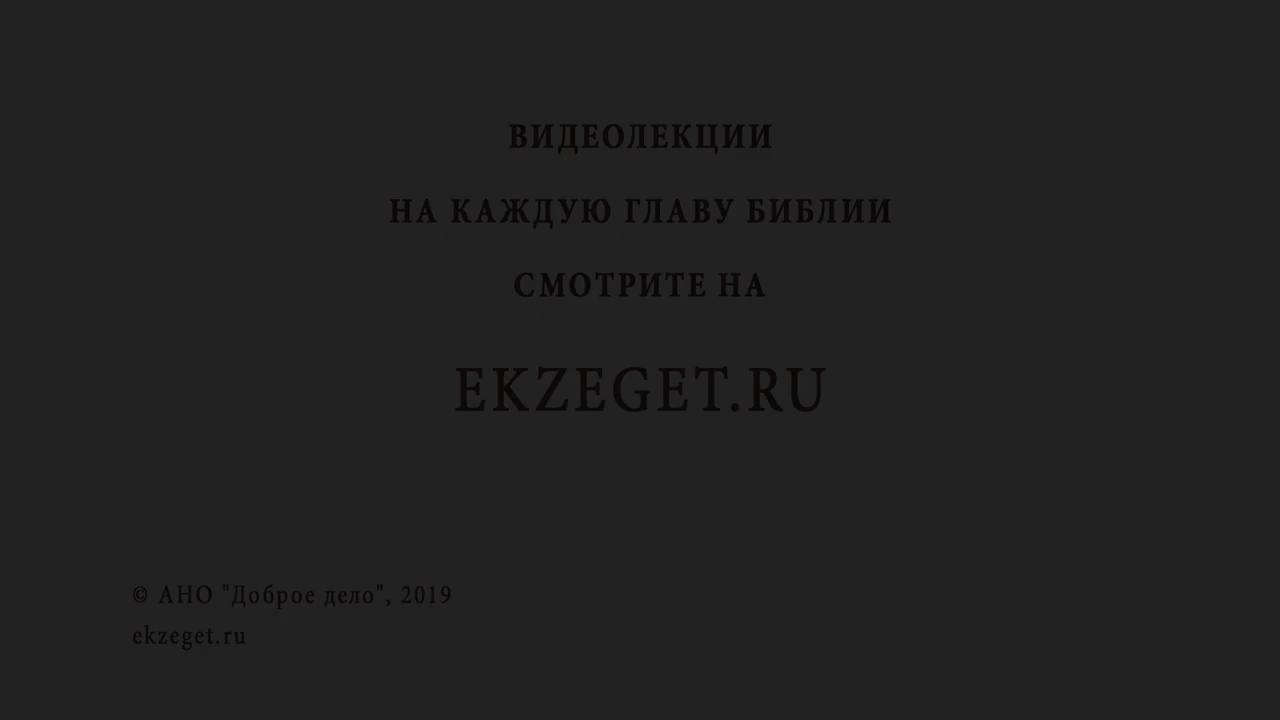 ВИДЕОЛЕКЦИИ
НА КАЖДУЮ ГЛАВУ БИБЛИИ
СМОТРИТЕ НА
EKZEGET.RU
© АНО "Доброе дело", 2019
ekzeget.ru